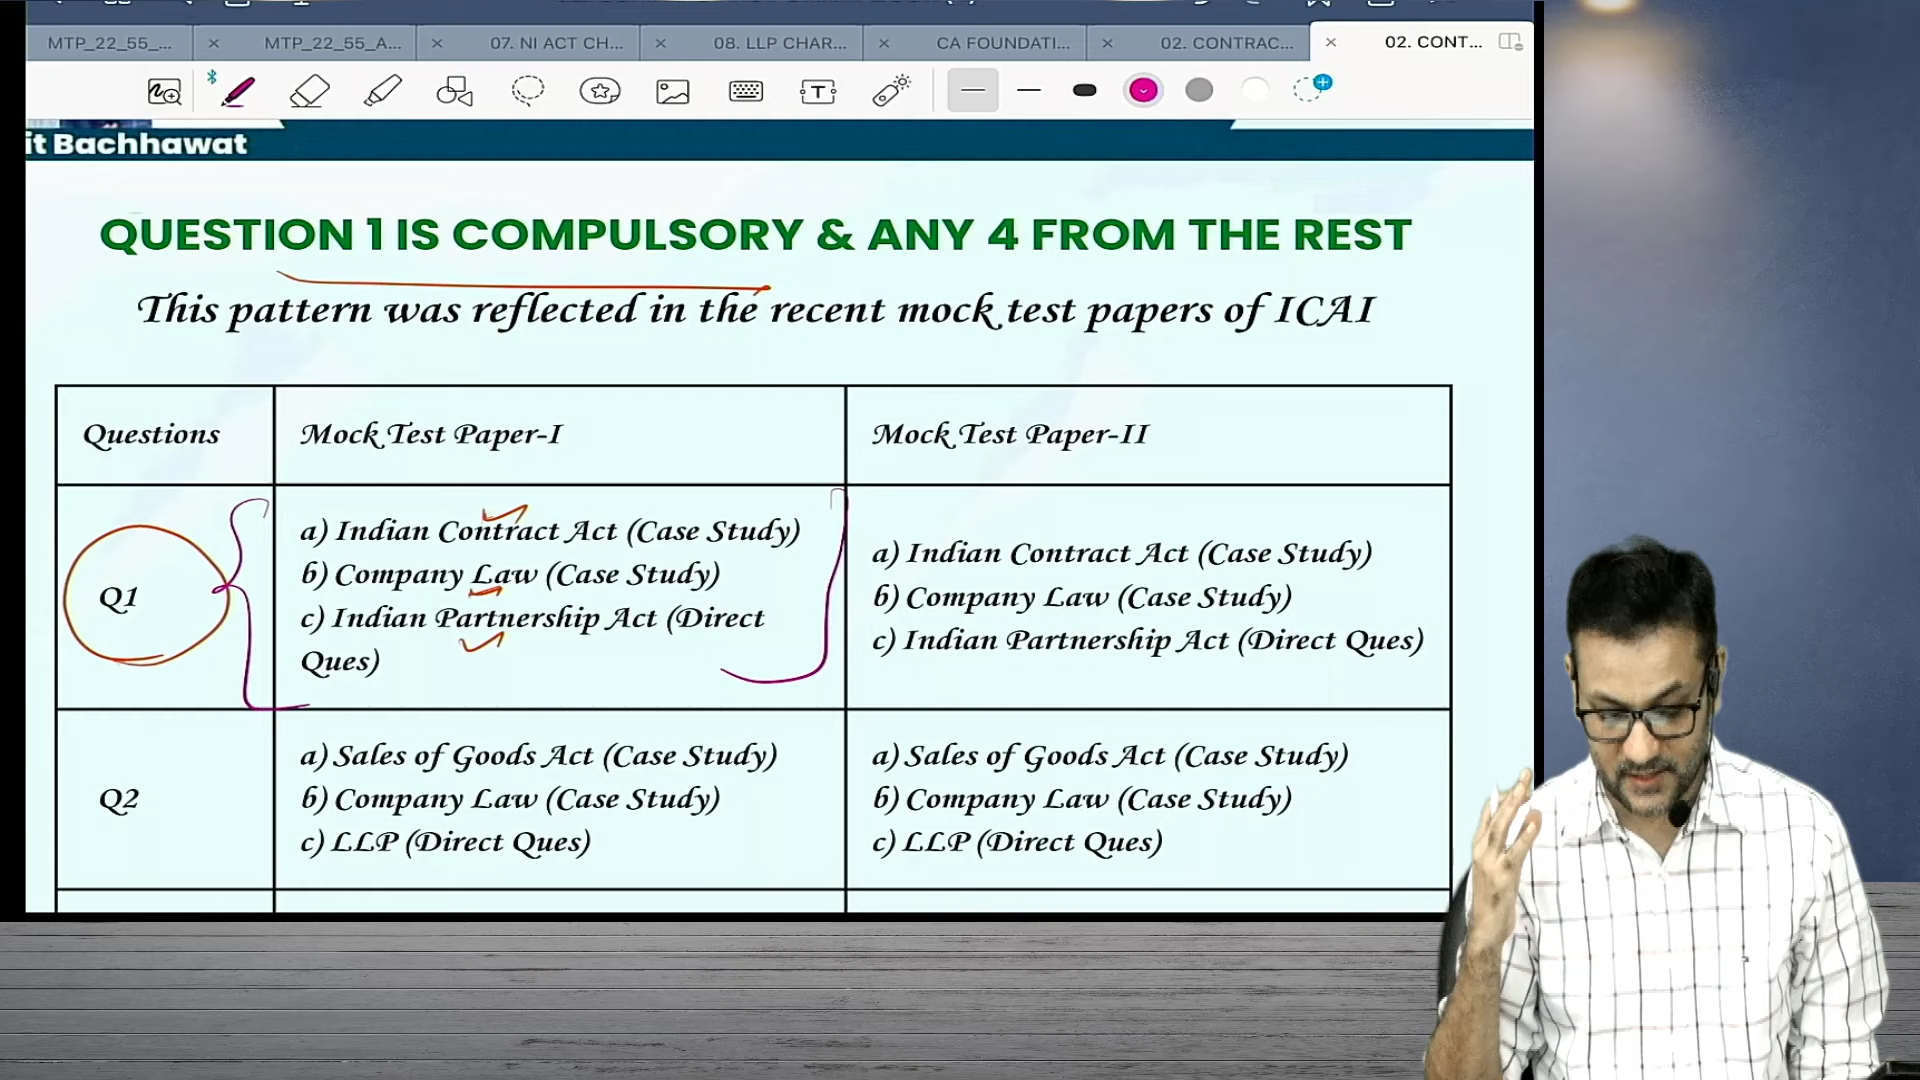 MTP_22_55_...
MTP_22_55_A...
07. NI ACT CH...
08. LLP CHAR...
CA FOUNDATI...
02. CONTRAC...
02. CONT...
T
it Bachhawat
QUESTION 1 IS COMPULSORY & ANY 4 FROM THE REST
This pattern was reflected in the recent mock test papers of ICAI
Questions
Mock Test Paper-I
Mock Test Paper-II
Q1
a) Indian Contract Act (Case Study)
b) Company Law (Case Study)
c) Indian Partnership Act (Direct
Ques)
a) Indian Contract Act (Case Study)
b) Company Law (Case Study)
c) Indian Partnership Act (Direct Ques)
Q2
a) Sales of Goods Act (Case Study)
b) Company Law (Case Study)
c) LLP (Direct Ques)
a) Sales of Goods Act (Case Study)
b) Company Law (Case Study)
c) LLP (Direct Ques)